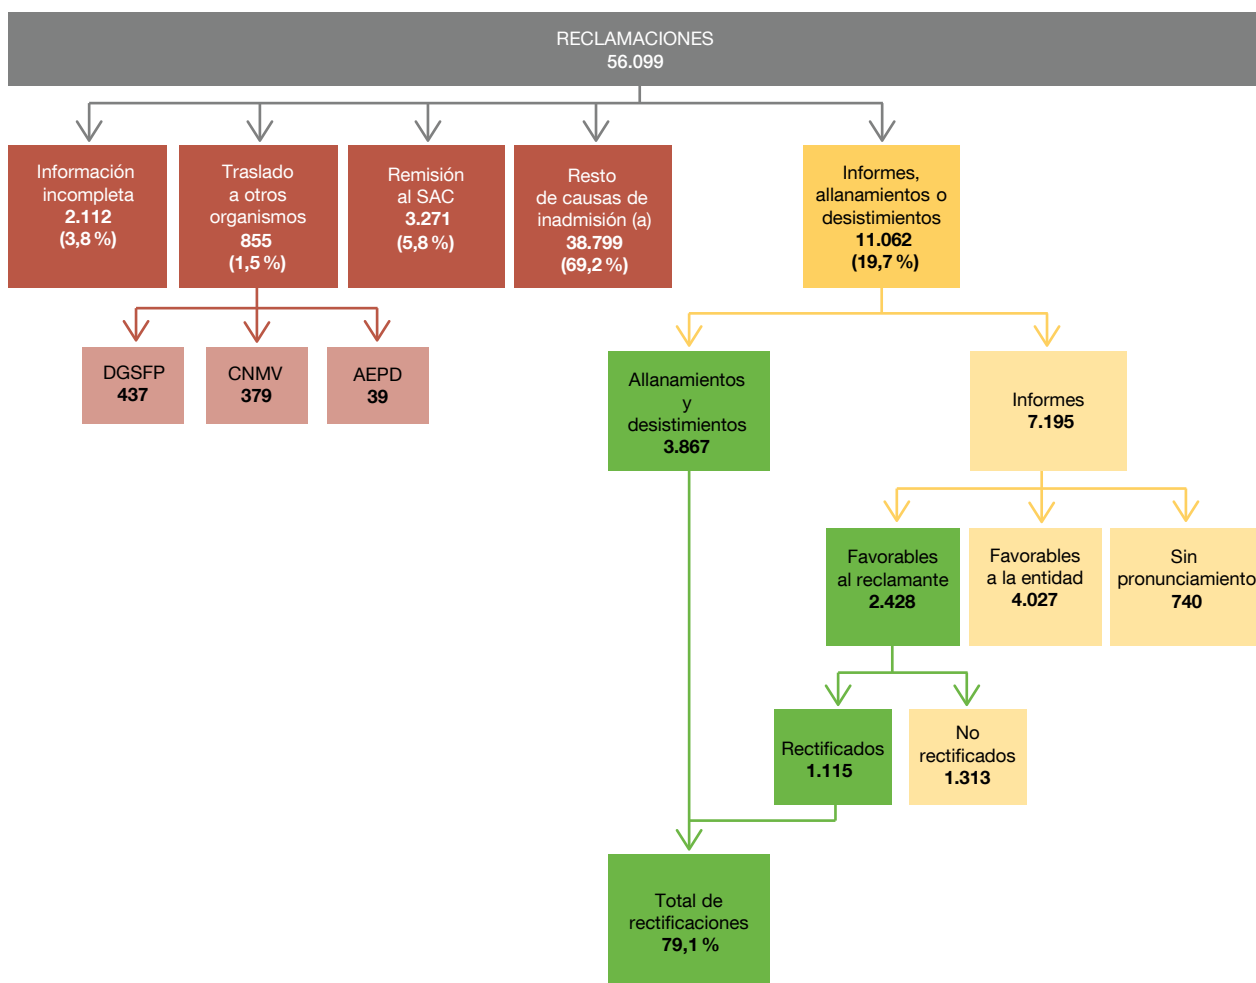 RECLAMACIONES
56.099
Información
incompleta
2.112
(3,8 %)
Traslado
a otros
organismos
855
(1,5 %)
Remisión
al SAC
3.271
(5,8 %)
Resto
de causas de
inadmisión (a)
38.799
(69,2 %)
Informes,
allanamientos o
desistimientos
11.062
(19,7 %)
DGSFP
437
CNMV
379
AEPD
39
Allanamientos
y
desistimientos
3.867
Informes
7.195
Favorables
al reclamante
2.428
Favorables
a la entidad
4.027
Sin
pronunciamiento
740
Rectificados
1.115
No
rectificados
1.313
Total de
rectificaciones
79,1 %